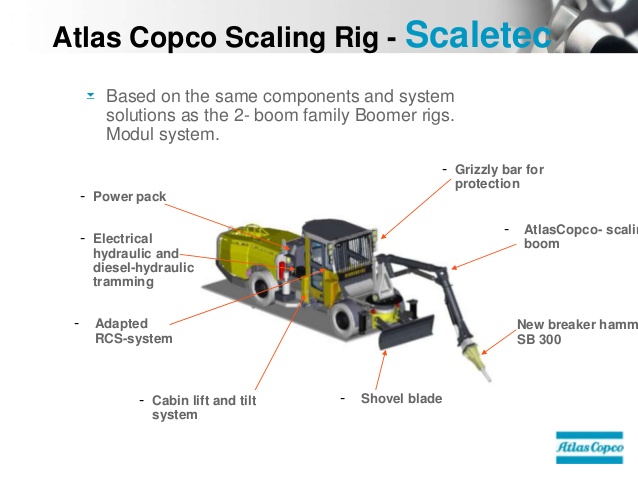 Atlas Copco Scaling Rig - Scaletec
Based on the same components and system
solutions as the 2- boom family Boomer rigs.
Modul system.
- Grizzly bar for
protection
- Power pack
- AtlasCopco- scalin
boom
- Electrical
hydraulic and
diesel-hydraulic
tramming
- Adapted
RCS-system
New breaker hamm
SB 300
- Cabin lift and tilt
system
- Shovel blade
Atlas Copco